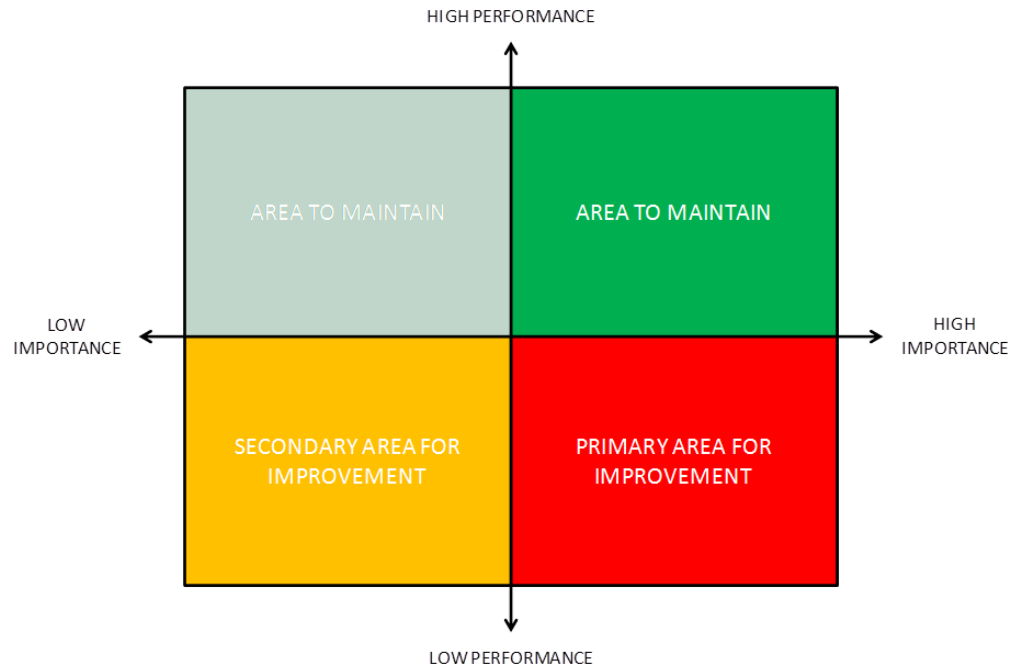 HIGH PERFORMANCE
AREA TO MAINTAIN
AREA TO MAINTAIN
LOW
IMPORTANCE
HIGH
IMPORTANCE
SECONDARY AREA FOR
IMPROVEMENT
PRIMARY AREA FOR
IMPROVEMENT
LOW PERFORMANCE